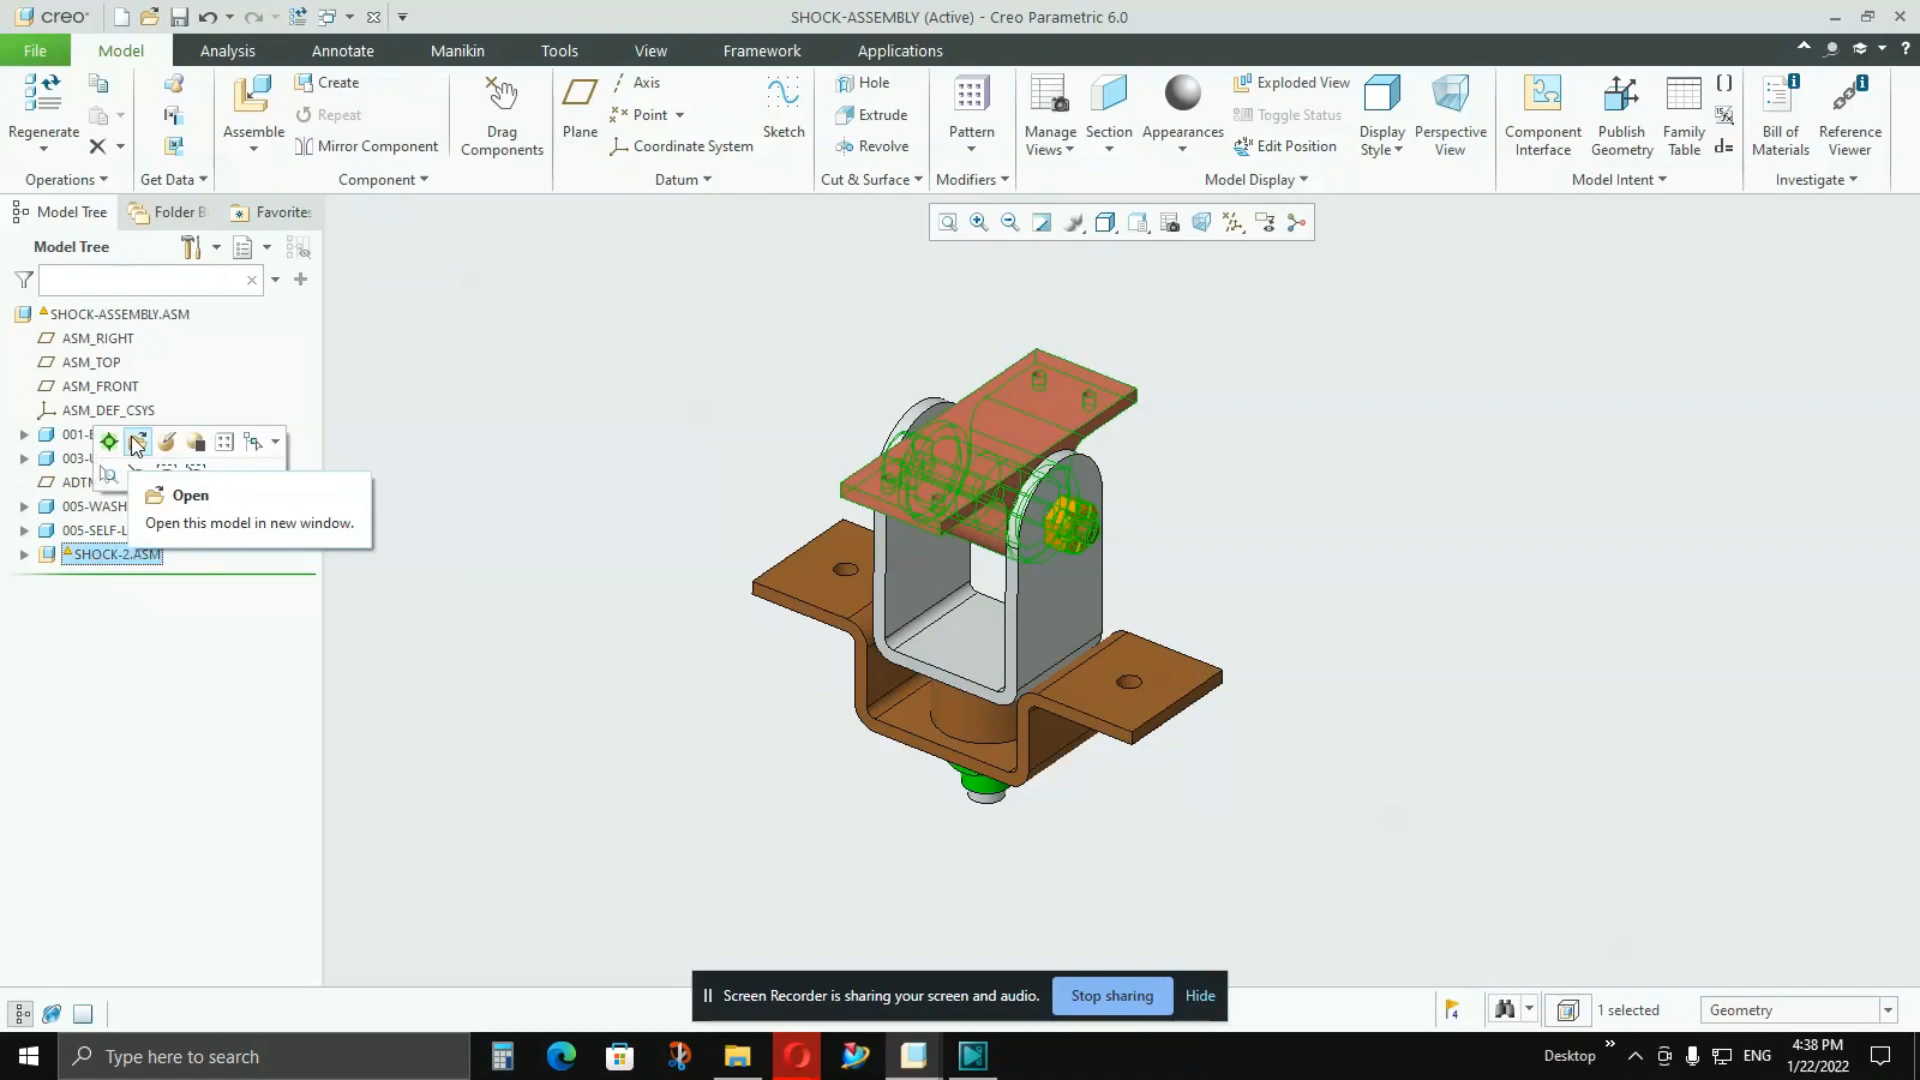 creo
SHOCK-ASSEMBLY (Active) - Creo Parametric 6.0
File Model Analysis Annotate Manikin Tools View Framework Applications
Regenerate
Operations
Get Data
Assemble
Create
Repeat
Mirror Component
Component
Drag
Components
Plane
Axis
Point
Coordinate System
Sketch
Datum
Hole
Extrude
Revolve
Cut & Surface
Pattern
Modifiers
Manage
Views
Section
Appearances
Exploded View
Toggle Status
Edit Position
Display
Style
Perspective
View
Model Display
Component
Interface
Publish
Geometry
Family
Table
d=
Model Intent
Bill of
Materials
Reference
Viewer
Investigate
Model Tree Folder B Favorites
Model Tree
SHOCK-ASSEMBLY.ASM
ASM_RIGHT
ASM_TOP
ASM_FRONT
ASM_DEF_CSYS
001-
003-
ADTM
005-WASH
005-SELF-L
SHOCK-2.ASM
Open
Open this model in new window.
Screen Recorder is sharing your screen and audio. Stop sharing Hide
4
1 selected
Geometry
Type here to search
Desktop
ENG
4:38 PM
1/22/2022